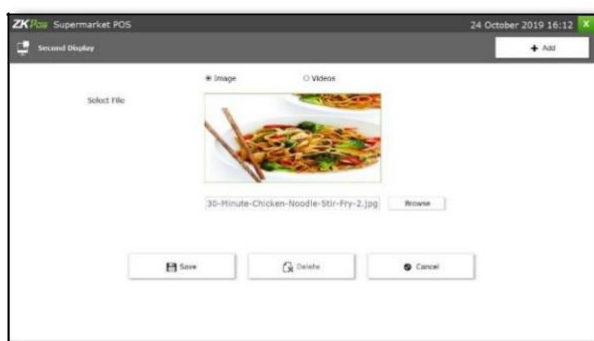 ZKPos Supermarket POS 24 October 2019 16:12 X
Second Display + Add
Image Videos
Select File
30-Minute-Chicken-Noodle-Stir-Fry-2.jpg Browse
Save Delete Cancel